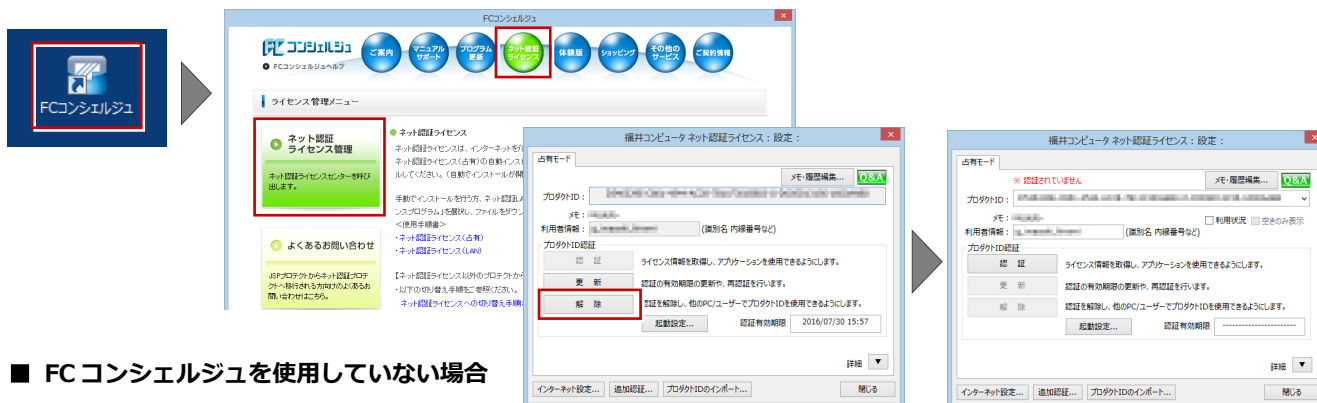 FCコンシェルジュ
FCコンシェルジュ
FC コンシェルジュ
FCコンシェルジュヘルプ
ご案内
マニュアル
サポート
プログラム
更新
ネット認証
ライセンス
体験版
ショッピング
その他の
サービス
ご契約情報
ライセンス管理メニュー
ネット認証
ライセンス管理
ネット認証ライセンスセンターを呼び
出します。
よくあるお問い合わせ
JSPプロテクトからネット認証プロテ
クトへ移行される方向けのよくあるお
問い合わせはこちら。
ネット認証ライセンス
ネット認証ライセンスは、インターネットを
ネット認証ライセンス(占有)の自動インス
ルしてください。(自動でインストールが
手動でインストールを行う方、ネット認証
ンスプログラム」を選択し、ファイルをダウン
<使用手順書>
・ネット認証ライセンス(占有)
・ネット認証ライセンス(LAN)
【ネット認証ライセンス以外のプロテクトか
・以下の切り替え手順をご参照ください。
ネット認証ライセンスへの切り替え手順
福井コンピュータ ネット認証ライセンス : 設定 :
占有モード
メモ・履歴編集... Q&A
プロダクトID :
メモ :
利用者情報 : (識別名 内線番号など)
プロダクトID認証
認 証 ライセンス情報を取得し、アプリケーションを使用できるようにします。
更 新 認証の有効期限の更新や、再認証を行います。
解 除 認証を解除し、他のPC/ユーザーでプロダクトIDを使用できるようにします。
起動設定... 認証有効期限 2016/07/30 15:57
詳細 ▼
インターネット設定... 追加認証... プロダクトIDのインポート... 閉じる
福井コンピュータ ネット認証ライセンス : 設定 :
占有モード
※ 認証されていません メモ・履歴編集... Q&A
プロダクトID :
メモ : 利用状況 空きのみ表示
利用者情報 : (識別名 内線番号など)
プロダクトID認証
認 証 ライセンス情報を取得し、アプリケーションを使用できるようにします。
更 新 認証の有効期限の更新や、再認証を行います。
解 除 認証を解除し、他のPC/ユーザーでプロダクトIDを使用できるようにします。
起動設定... 認証有効期限 ------------------------
詳細 ▼
インターネット設定... 追加認証... プロダクトIDのインポート... 閉じる
■ FC コンシェルジュを使用していない場合